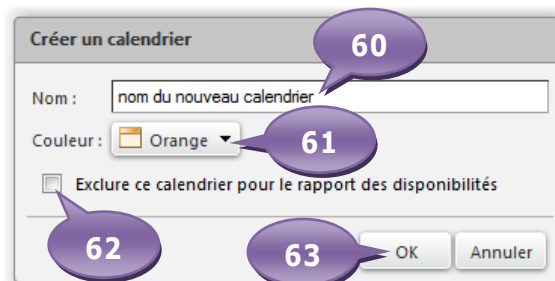 Créer un calendrier
60
Nom : nom du nouveau calendrier
Couleur : Orange 61
Exclure ce calendrier pour le rapport des disponibilités
62 63 OK Annuler